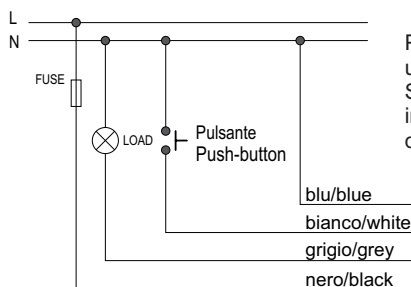 L
N
FUSE
LOAD
Pulsante
Push-button
blu/blue
bianco/white
grigio/grey
nero/black